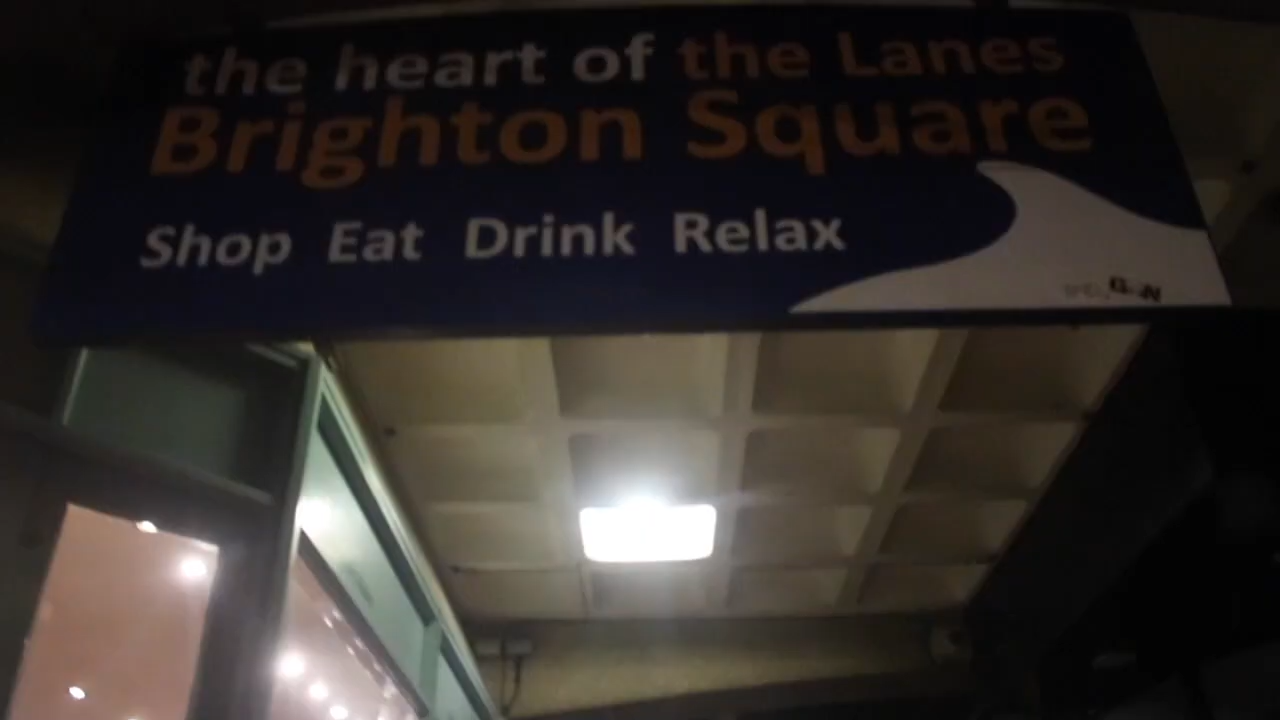 the heart of the Lanes
Brighton Square
Shop Eat Drink Relax